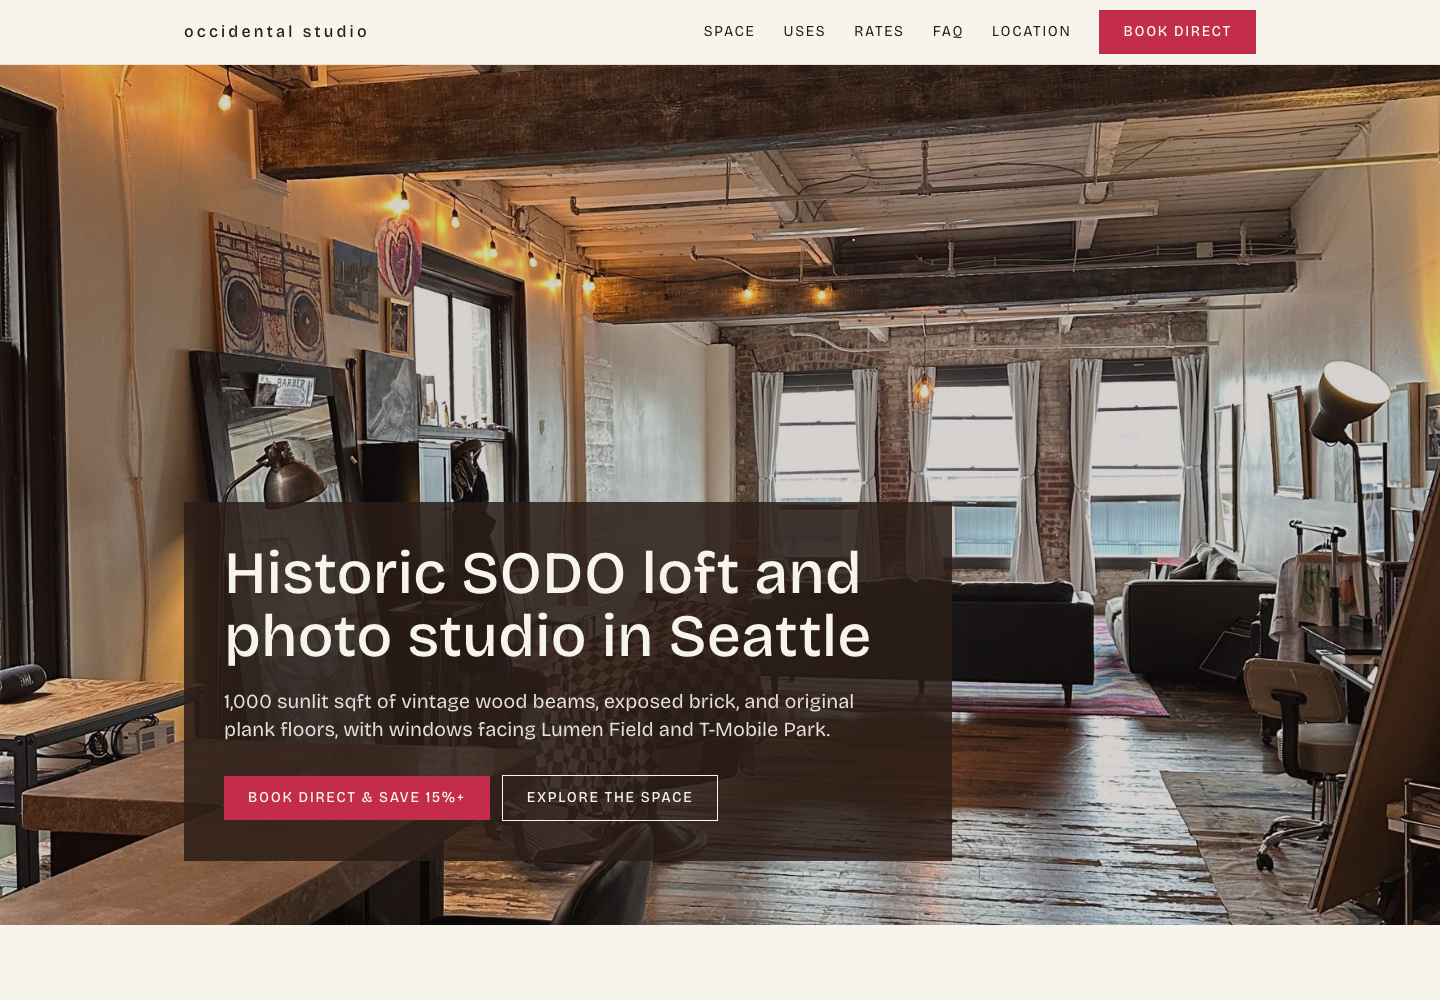 occidental studio
SPACE USES RATES FAQ LOCATION BOOK DIRECT
BARBER
Historic SODO loft and
photo studio in Seattle
1,000 sunlit sqft of vintage wood beams, exposed brick, and original
plank floors, with windows facing Lumen Field and T-Mobile Park.
BOOK DIRECT & SAVE 15%+
EXPLORE THE SPACE